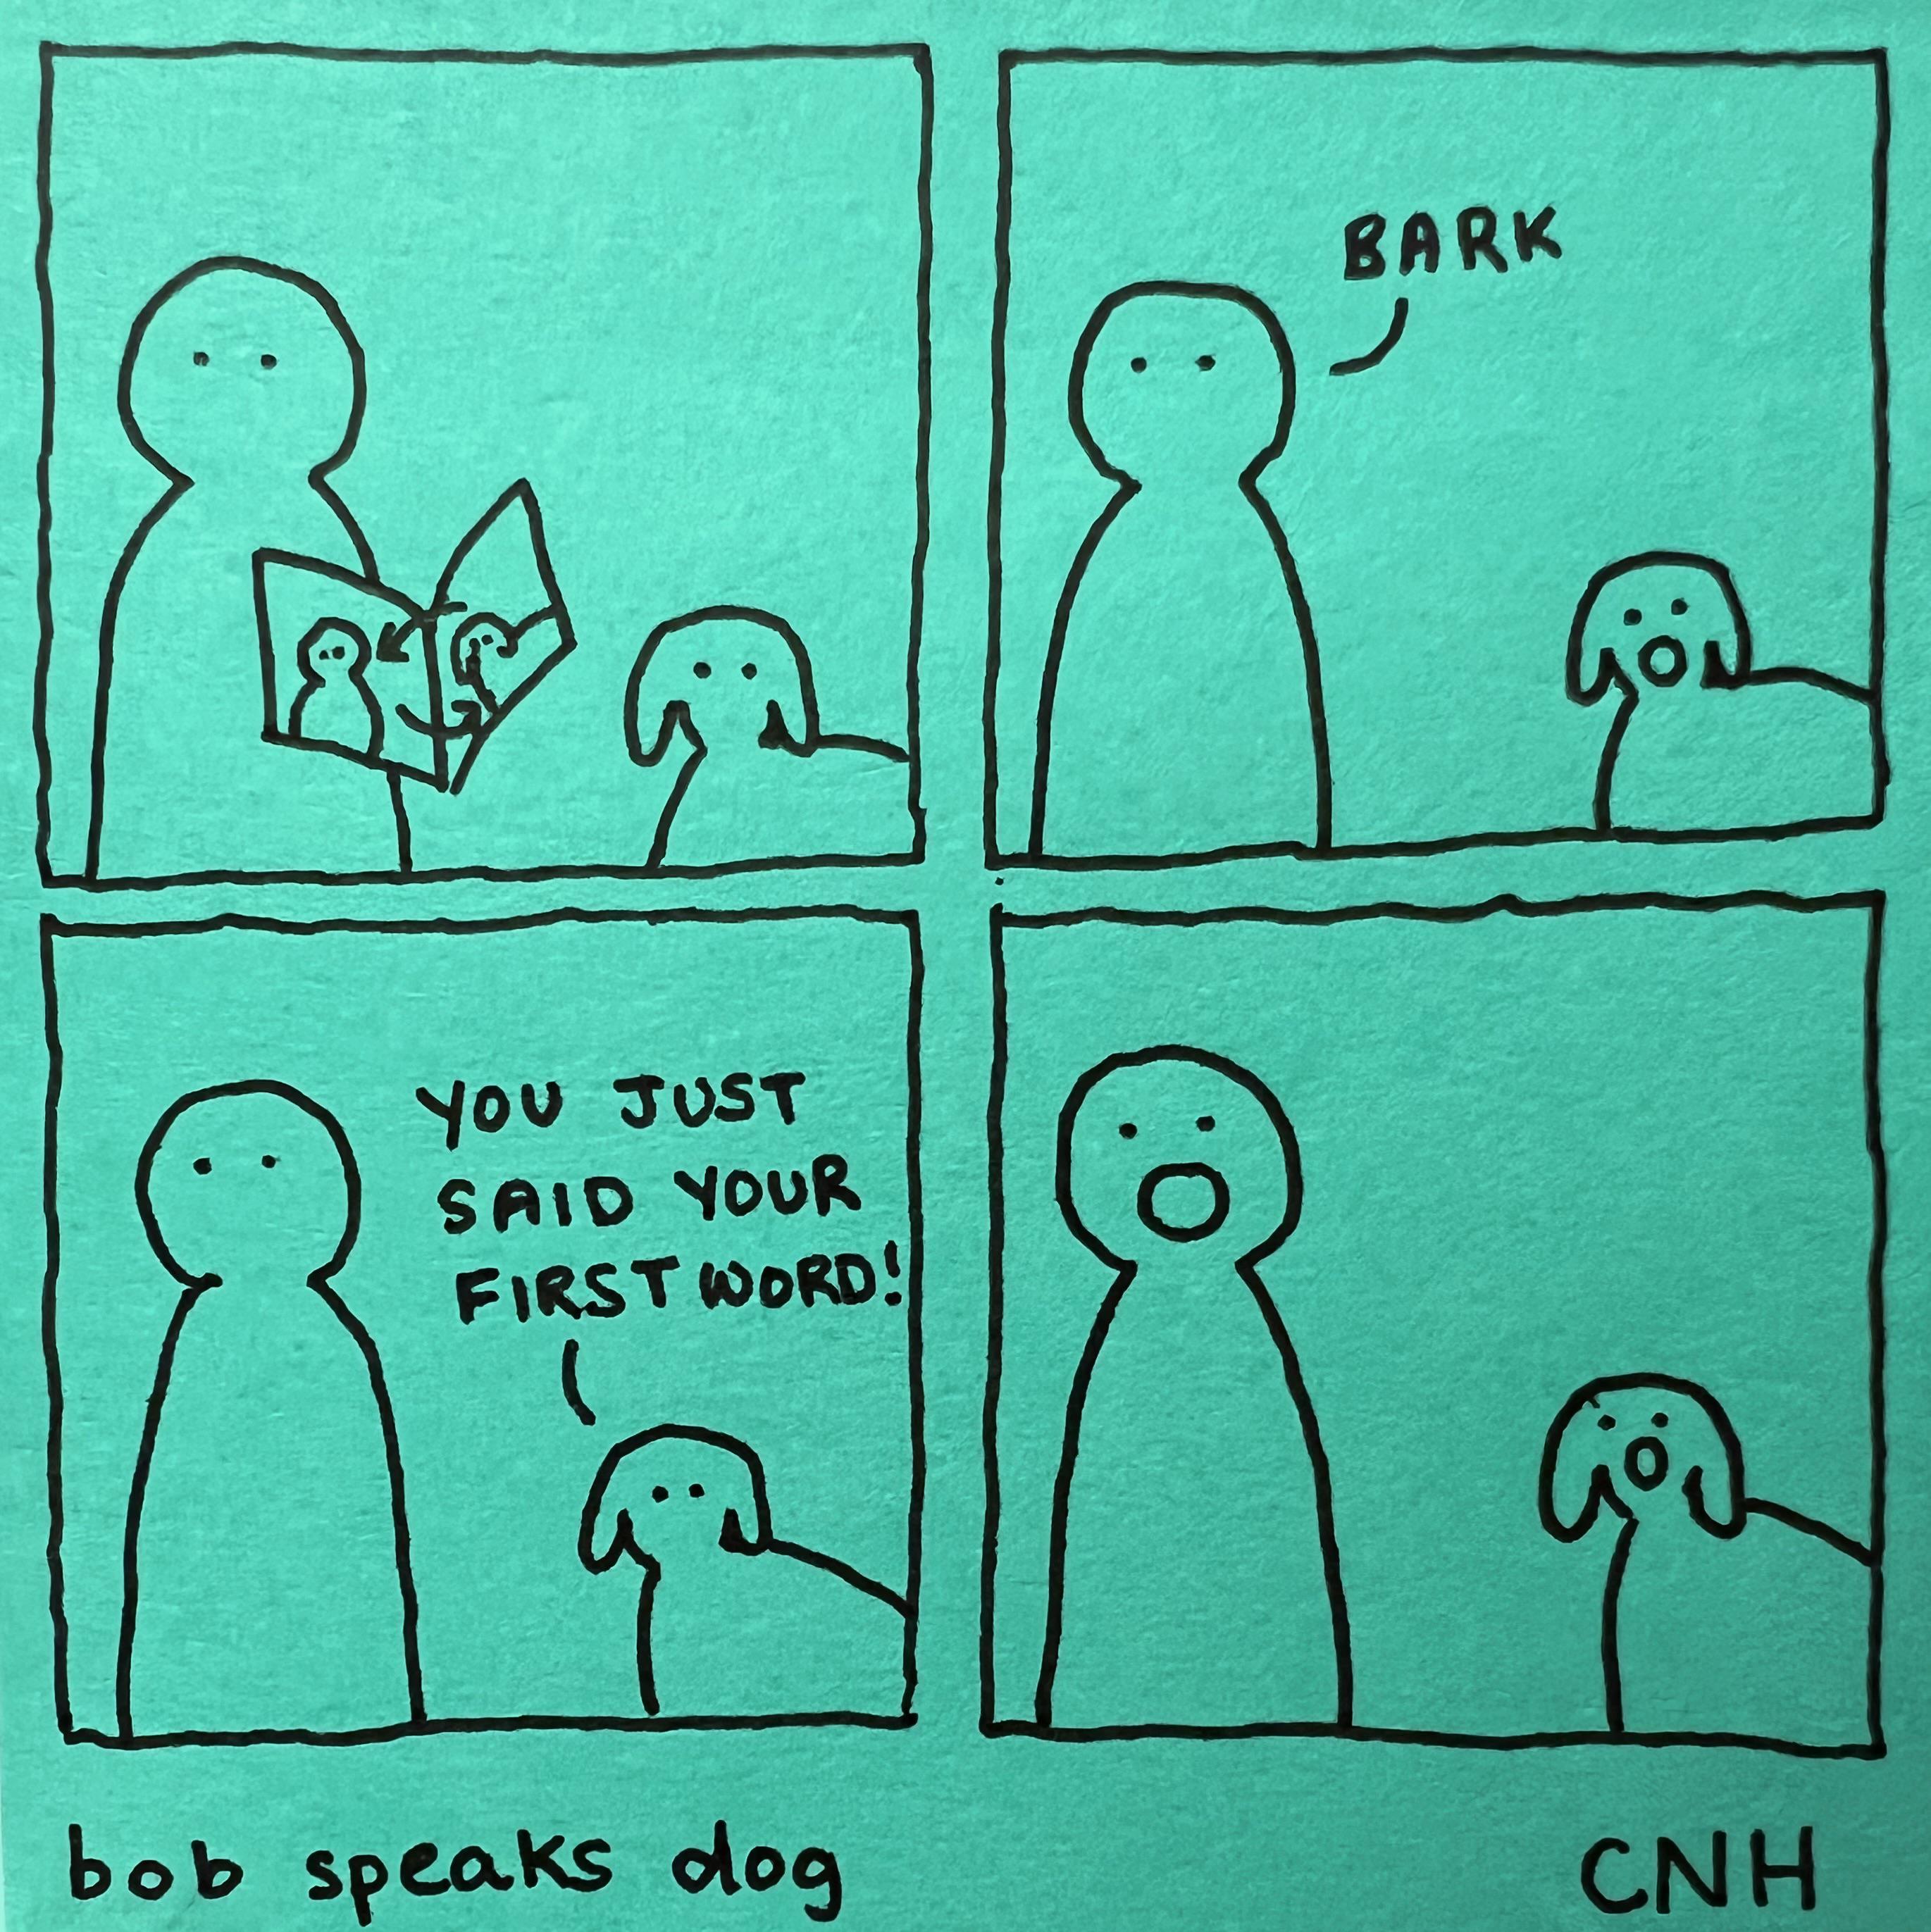 BARK
YOU JUST
SAID YOUR
FIRST WORD!
bob speaks dog
CNH